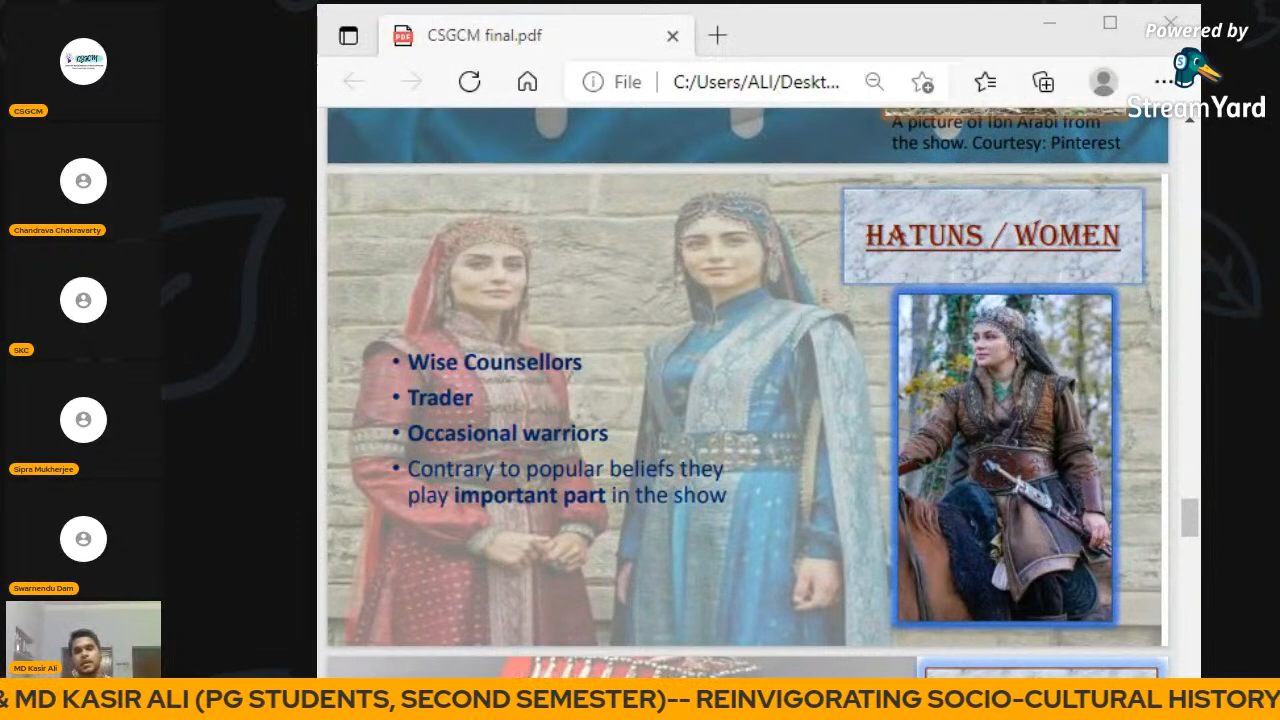 CSGCM final.pdf
Powered by
StreamYard
File
C:/Users/ALI/Deskt...
CSGCM
CSGCM
Chandrava Chakravarty
SKC
Sipra Mukherjee
Swarnendu Dam
MD Kasir Ali
A picture of Ibn Arabi from
the show. Courtesy: Pinterest
HATUNS / WOMEN
• Wise Counsellors
• Trader
• Occasional warriors
• Contrary to popular beliefs they
play important part in the show
& MD KASIR ALI (PG STUDENTS, SECOND SEMESTER)-- REINVIGORATING SOCIO-CULTURAL HISTORY